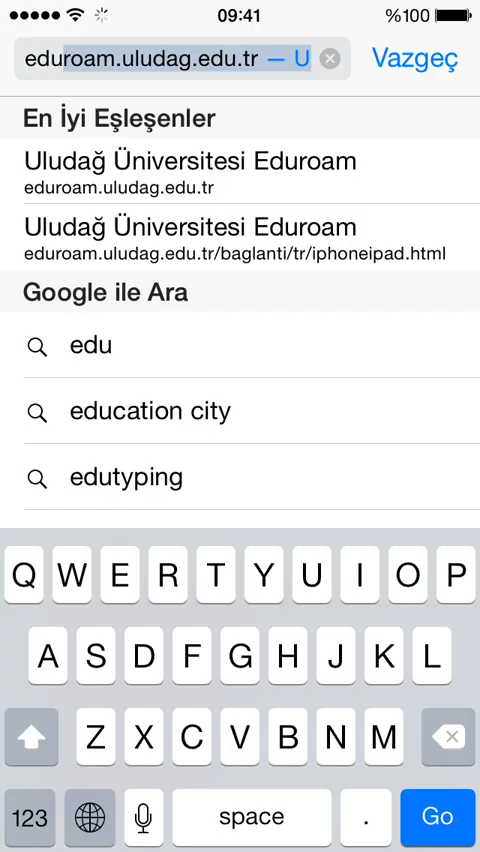 09:41
%100
eduroam.uludag.edu.tr — U
Vazgeç
En İyi Eşleşenler
Uludağ Üniversitesi Eduroam
eduroam.uludag.edu.tr
Uludağ Üniversitesi Eduroam
eduroam.uludag.edu.tr/baglanti/tr/iphoneipad.html
Google ile Ara
edu
education city
edutyping
Q W E R T Y U I O P
A S D F G H J K L
Z X C V B N M
123 space . Go